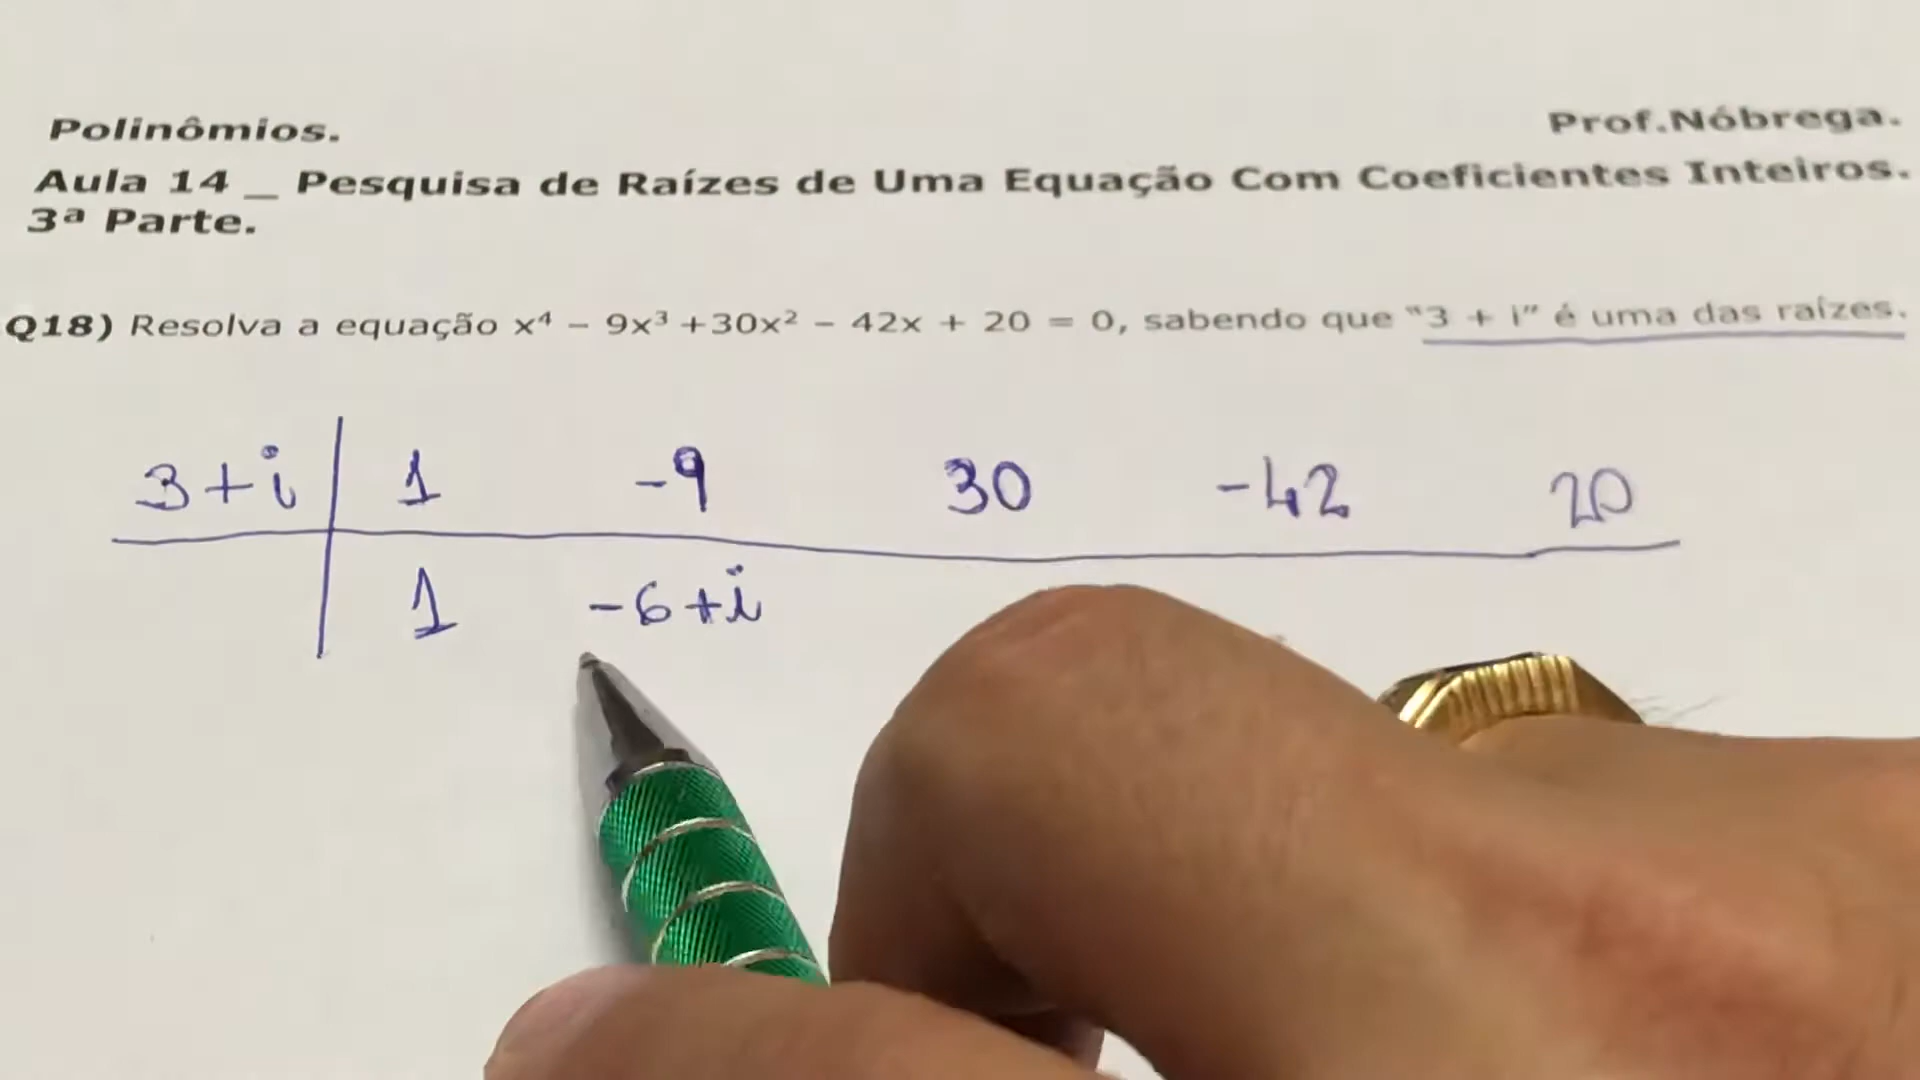 Polinômios.
Prof.Nóbrega.
Aula 14 _ Pesquisa de Raízes de Uma Equação Com Coeficientes Inteiros.
3ª Parte.
Q18) Resolva a equação x⁴ – 9x³ +30x² – 42x + 20 = 0, sabendo que "3 + i" é uma das raízes.
3+i 1 -9 30 -42 20
1 -6+i